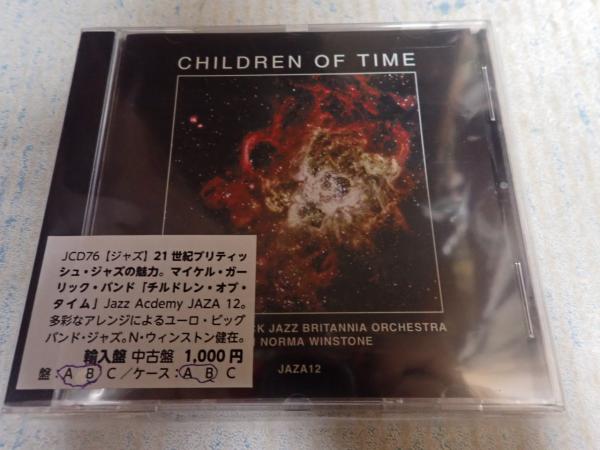 CHILDREN OF TIME
JCD76【ジャズ】21世紀ブリティッ
シュ・ジャズの魅力。マイケル・ガー
リック・バンド「チルドレン・オブ・
タイム」Jazz Acdemy JAZA 12。
多彩なアレンジによるユーロ・ビッグ
バンド・ジャズ。N・ウィンストン健在。
輸入盤 中古盤 1,000円
盤:A B C/ケース:A B C
CK JAZZ BRITANNIA ORCHESTRA
NORMA WINSTONE
JAZA12